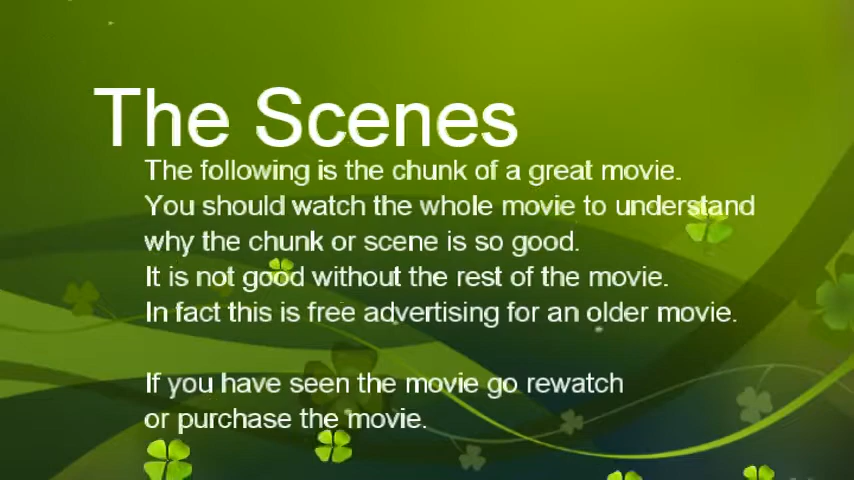 The Scenes
The following is the chunk of a great movie.
You should watch the whole movie to understand
why the chunk or scene is so good.
It is not good without the rest of the movie.
In fact this is free advertising for an older movie.
If you have seen the movie go rewatch
or purchase the movie.